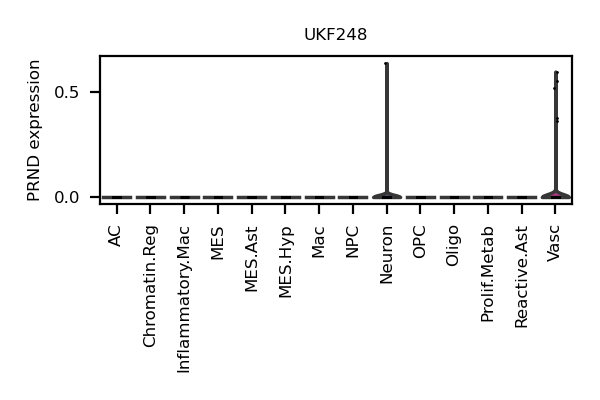 UKF248
PRND expression
0.5
0.0
AC
Chromatin.Reg
Inflammatory.Mac
MES
MES.Ast
MES.Hyp
Mac
NPC
Neuron
OPC
Oligo
Prolif.Metab
Reactive.Ast
Vasc